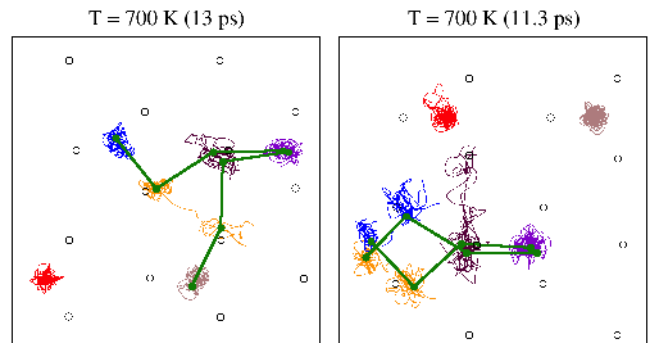 T = 700 K (13 ps)
T = 700 K (11.3 ps)